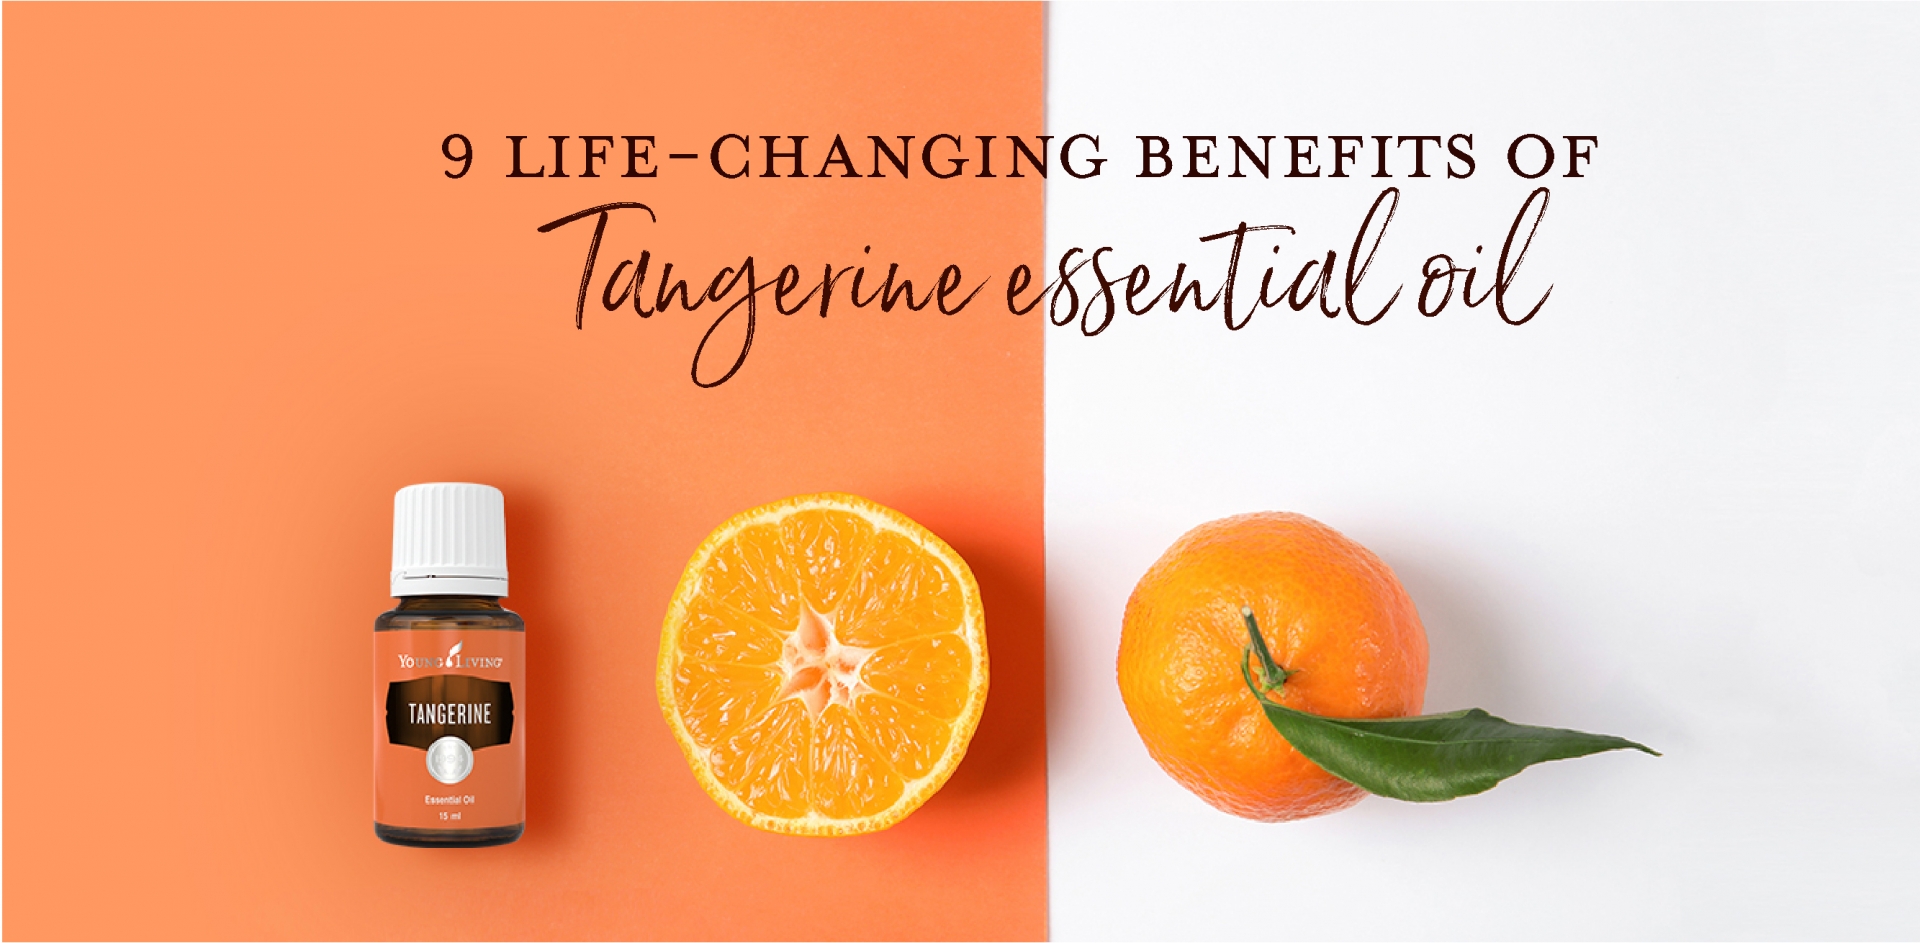 9 LIFE-CHANGING BENEFITS OF
Tangerine essential oil
YOUNG LIVING
TANGERINE
Essential Oil
15 ml